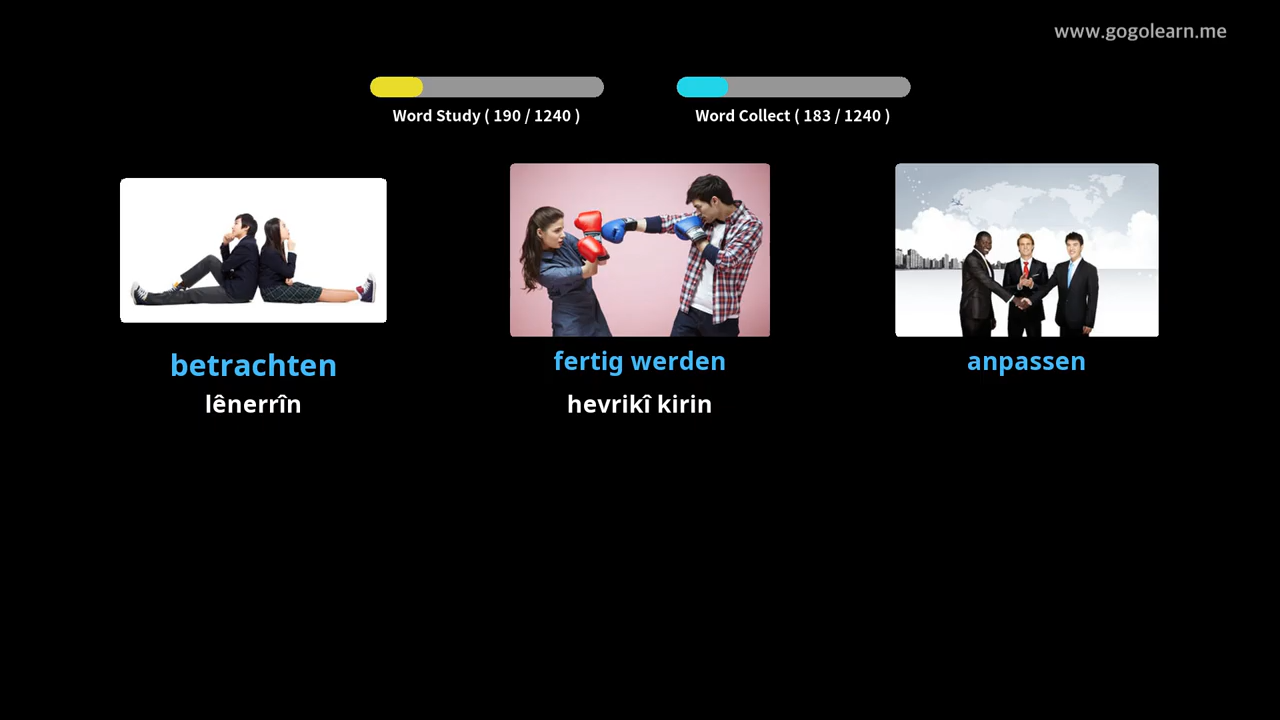 www.gogolearn.me
Word Study ( 190 / 1240 )
Word Collect ( 183 / 1240 )
betrachten
lênerrîn
fertig werden
hevrikî kirin
anpassen